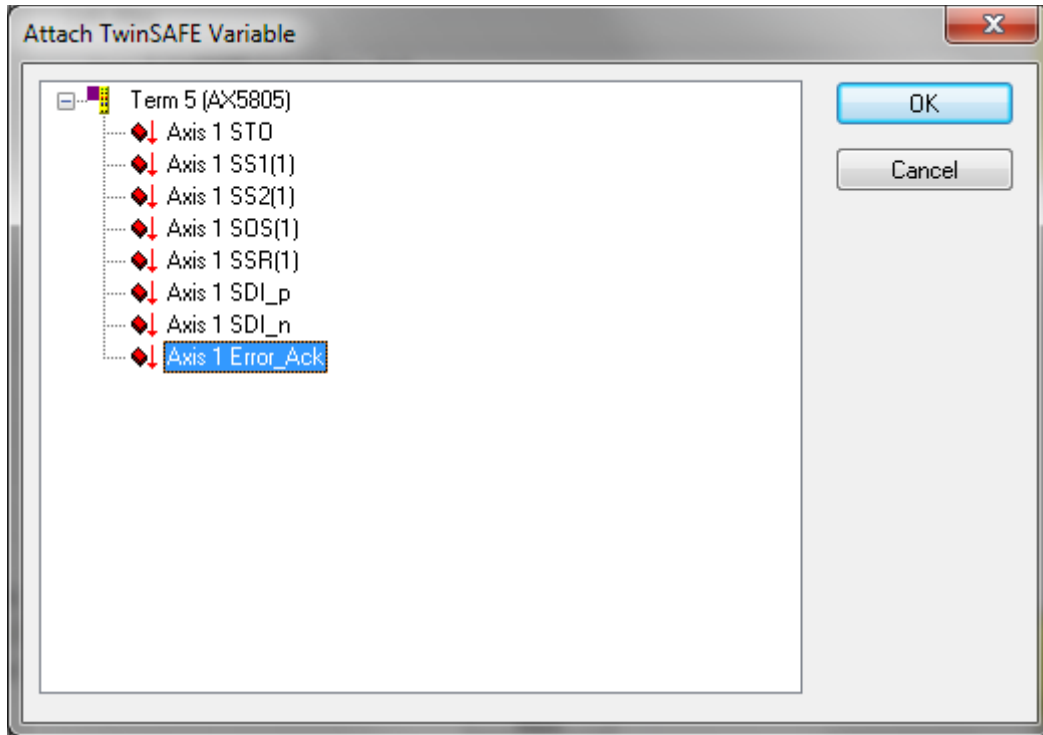 Attach TwinSAFE Variable
Term 5 (AX5805)
Axis 1 STO
Axis 1 SS1(1)
Axis 1 SS2(1)
Axis 1 SOS(1)
Axis 1 SSR(1)
Axis 1 SDI_p
Axis 1 SDI_n
Axis 1 Error_Ack
OK
Cancel